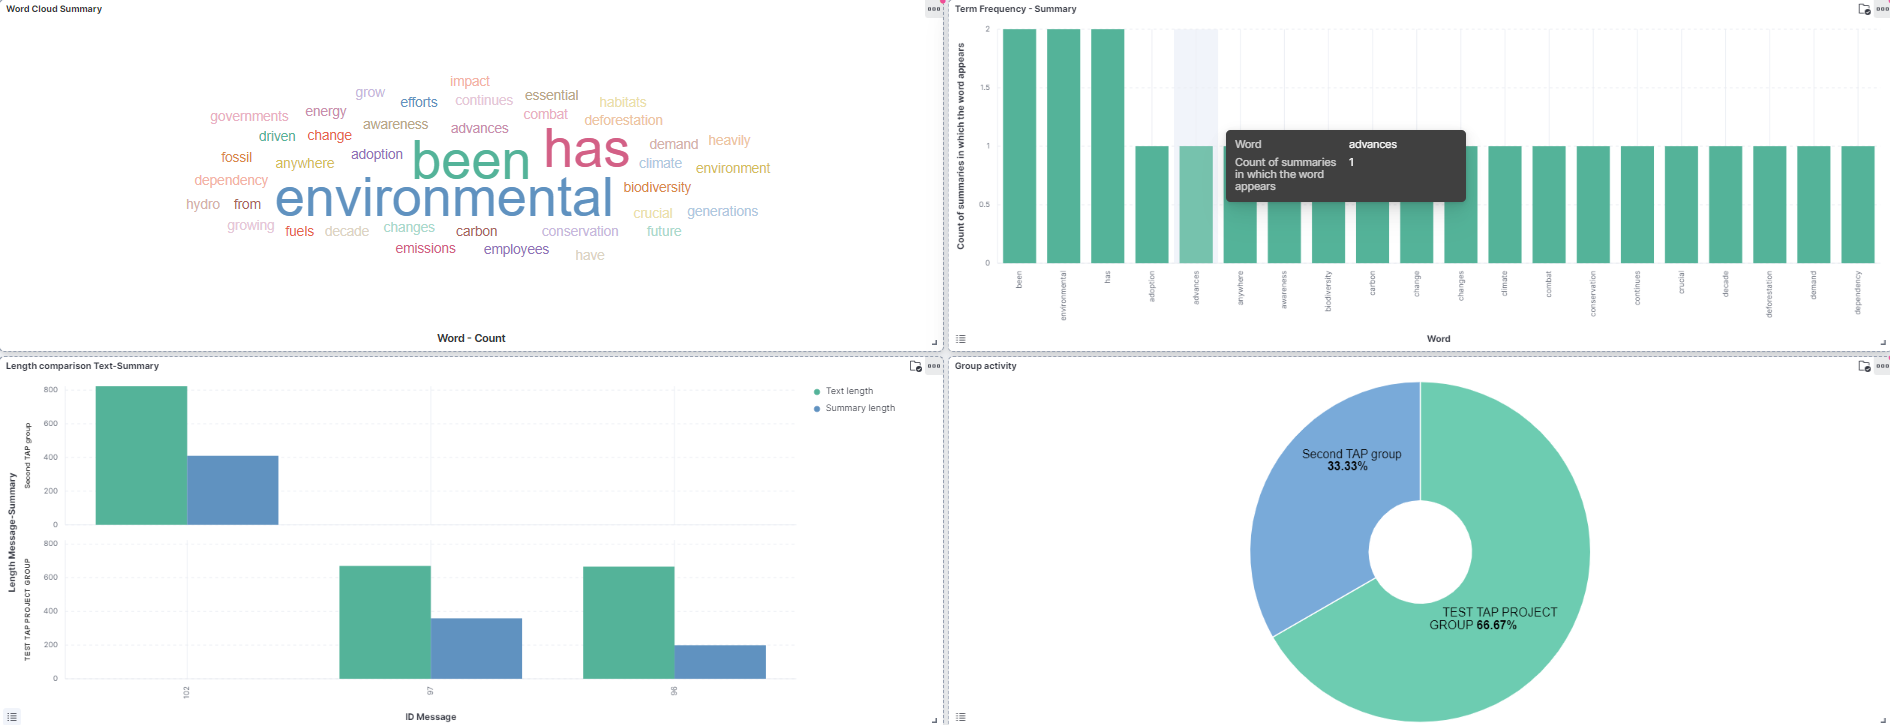 Word Cloud Summary
impact
grow
efforts
continues
essential
habitats
governments
energy
awareness
advances
combat
deforestation
driven
change
has
demand
heavily
fossil
anywhere
adoption
been
climate
environment
dependency
environmental
biodiversity
hydro
from
crucial
generations
growing
fuels
decade
changes
carbon
conservation
future
emissions
employees
have
Word - Count
Term Frequency - Summary
Count of summaries in which the word appears
2
1.5
1
0.5
0
Word advances
Count of summaries 1
in which the word
appears
been
environmental
has
adoption
advances
anywhere
awareness
biodiversity
carbon
change
changes
climate
combat
conservation
continues
crucial
decade
deforestation
demand
dependency
Word
Length comparison Text-Summary
Text length
Summary length
Length Message-Summary
Second TAP group
800
600
400
200
0
TEST TAP PROJECT GROUP
800
600
400
200
0
102
97
96
ID Message
Group activity
Second TAP group
33.33%
TEST TAP PROJECT
GROUP 66.67%